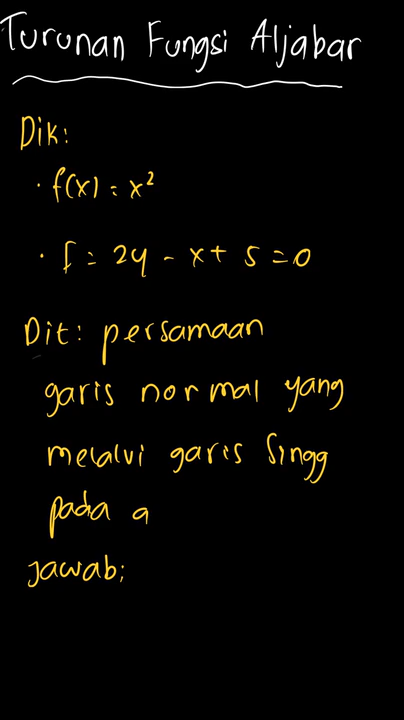 Turunan Fungsi Aljabar
Dik:
· f(x) = x²
· f = 2y - x + 5 = 0
Dit: persamaan
garis normal yang
melalui garis Singg
pada a
jawab;